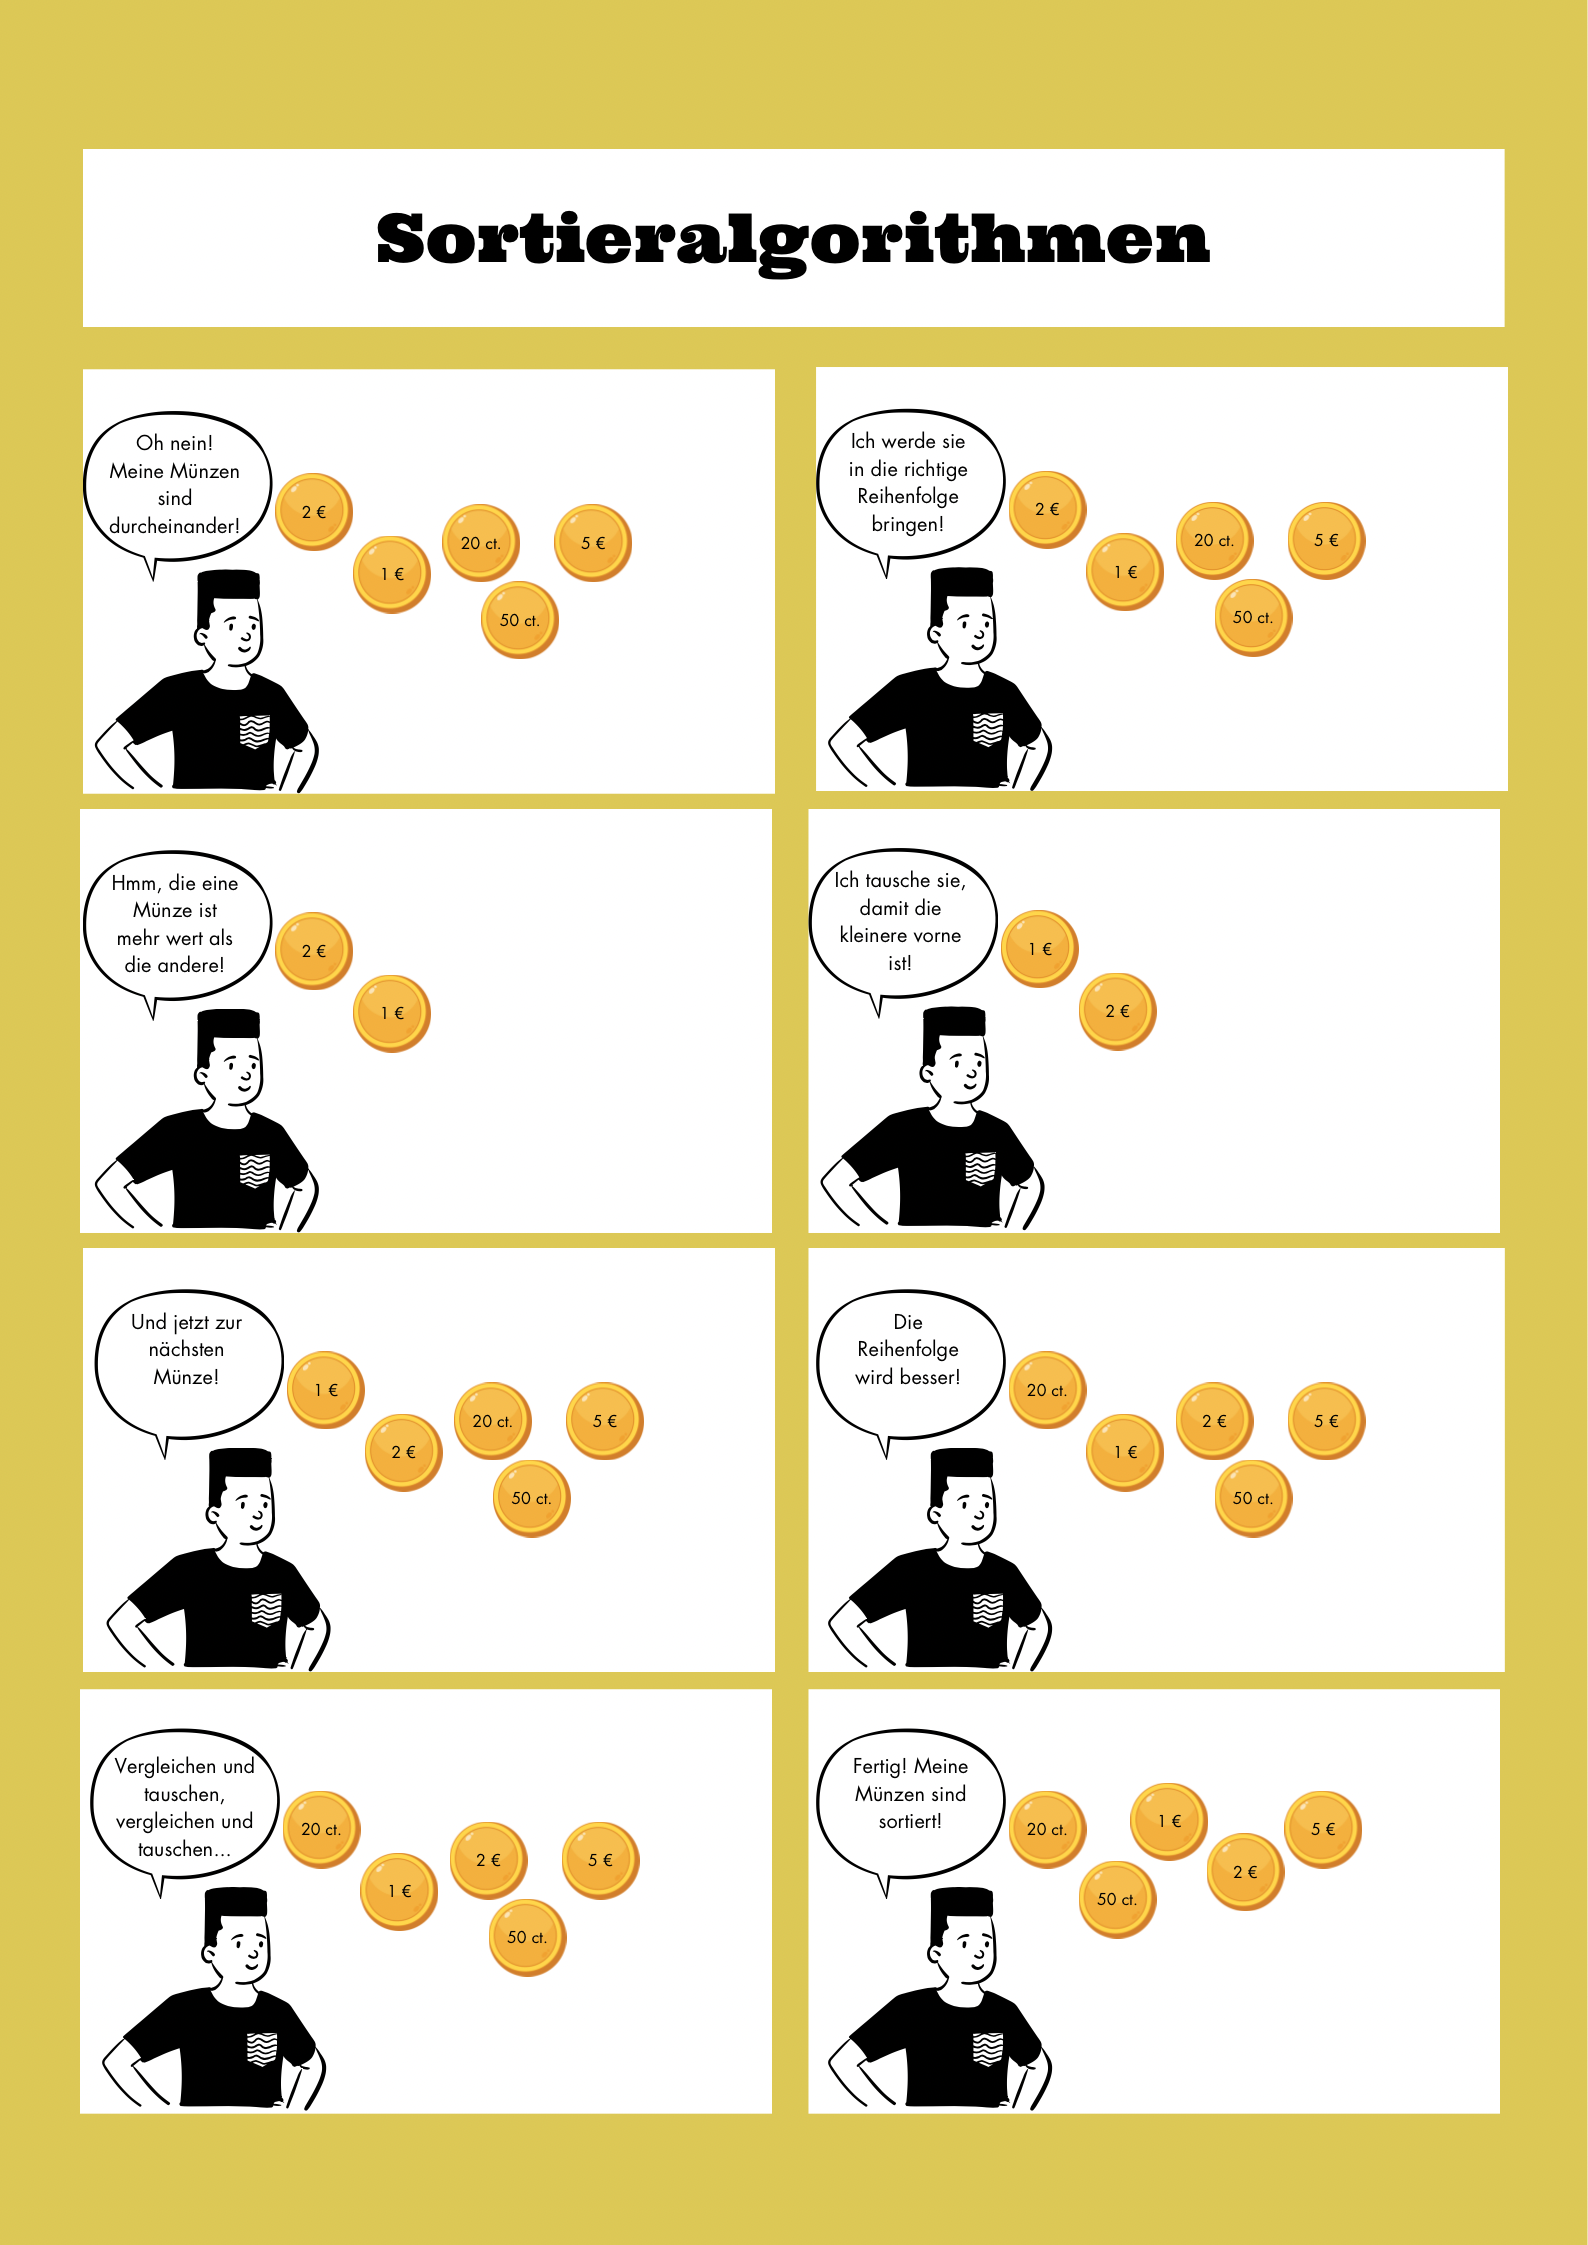 Sortieralgorithmen
Oh nein!
Meine Münzen
sind
durcheinander!
2 €
1 €
20 ct.
50 ct.
5 €
Ich werde sie
in die richtige
Reihenfolge
bringen!
2 €
1 €
20 ct.
50 ct.
5 €
Hmm, die eine
Münze ist
mehr wert als
die andere!
2 €
1 €
Ich tausche sie,
damit die
kleinere vorne
ist!
1 €
2 €
Und jetzt zur
nächsten
Münze!
1 €
2 €
20 ct.
50 ct.
5 €
Die
Reihenfolge
wird besser!
20 ct.
1 €
2 €
50 ct.
5 €
Vergleichen und
tauschen,
vergleichen und
tauschen...
20 ct.
1 €
2 €
50 ct.
5 €
Fertig! Meine
Münzen sind
sortiert!
20 ct.
50 ct.
1 €
2 €
5 €